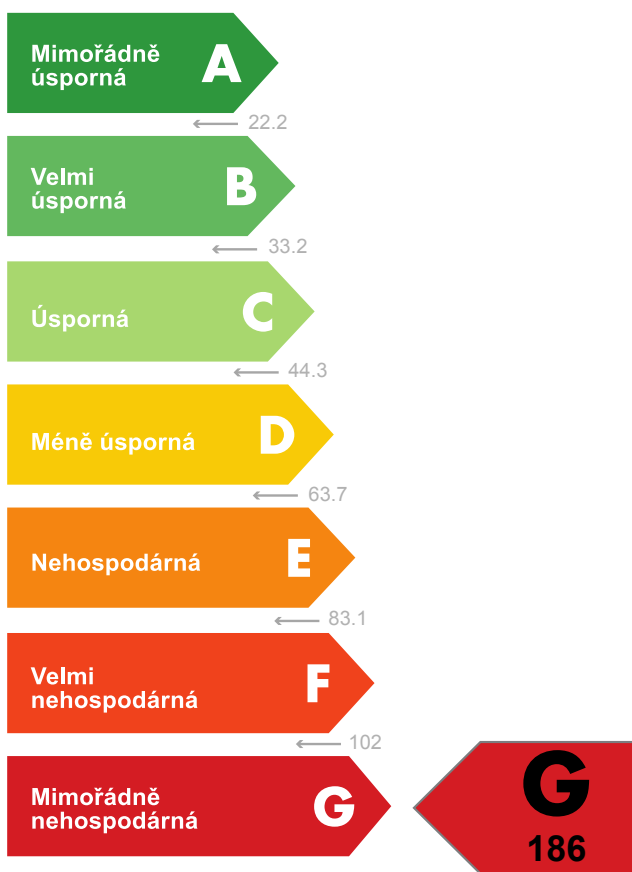 Mimořádně
úsporná
A
← 22.2
Velmi
úsporná
B
← 33.2
Úsporná
C
← 44.3
Méně úsporná
D
← 63.7
Nehospodárná
E
← 83.1
Velmi
nehospodárná
F
← 102
Mimořádně
nehospodárná
G
G
186